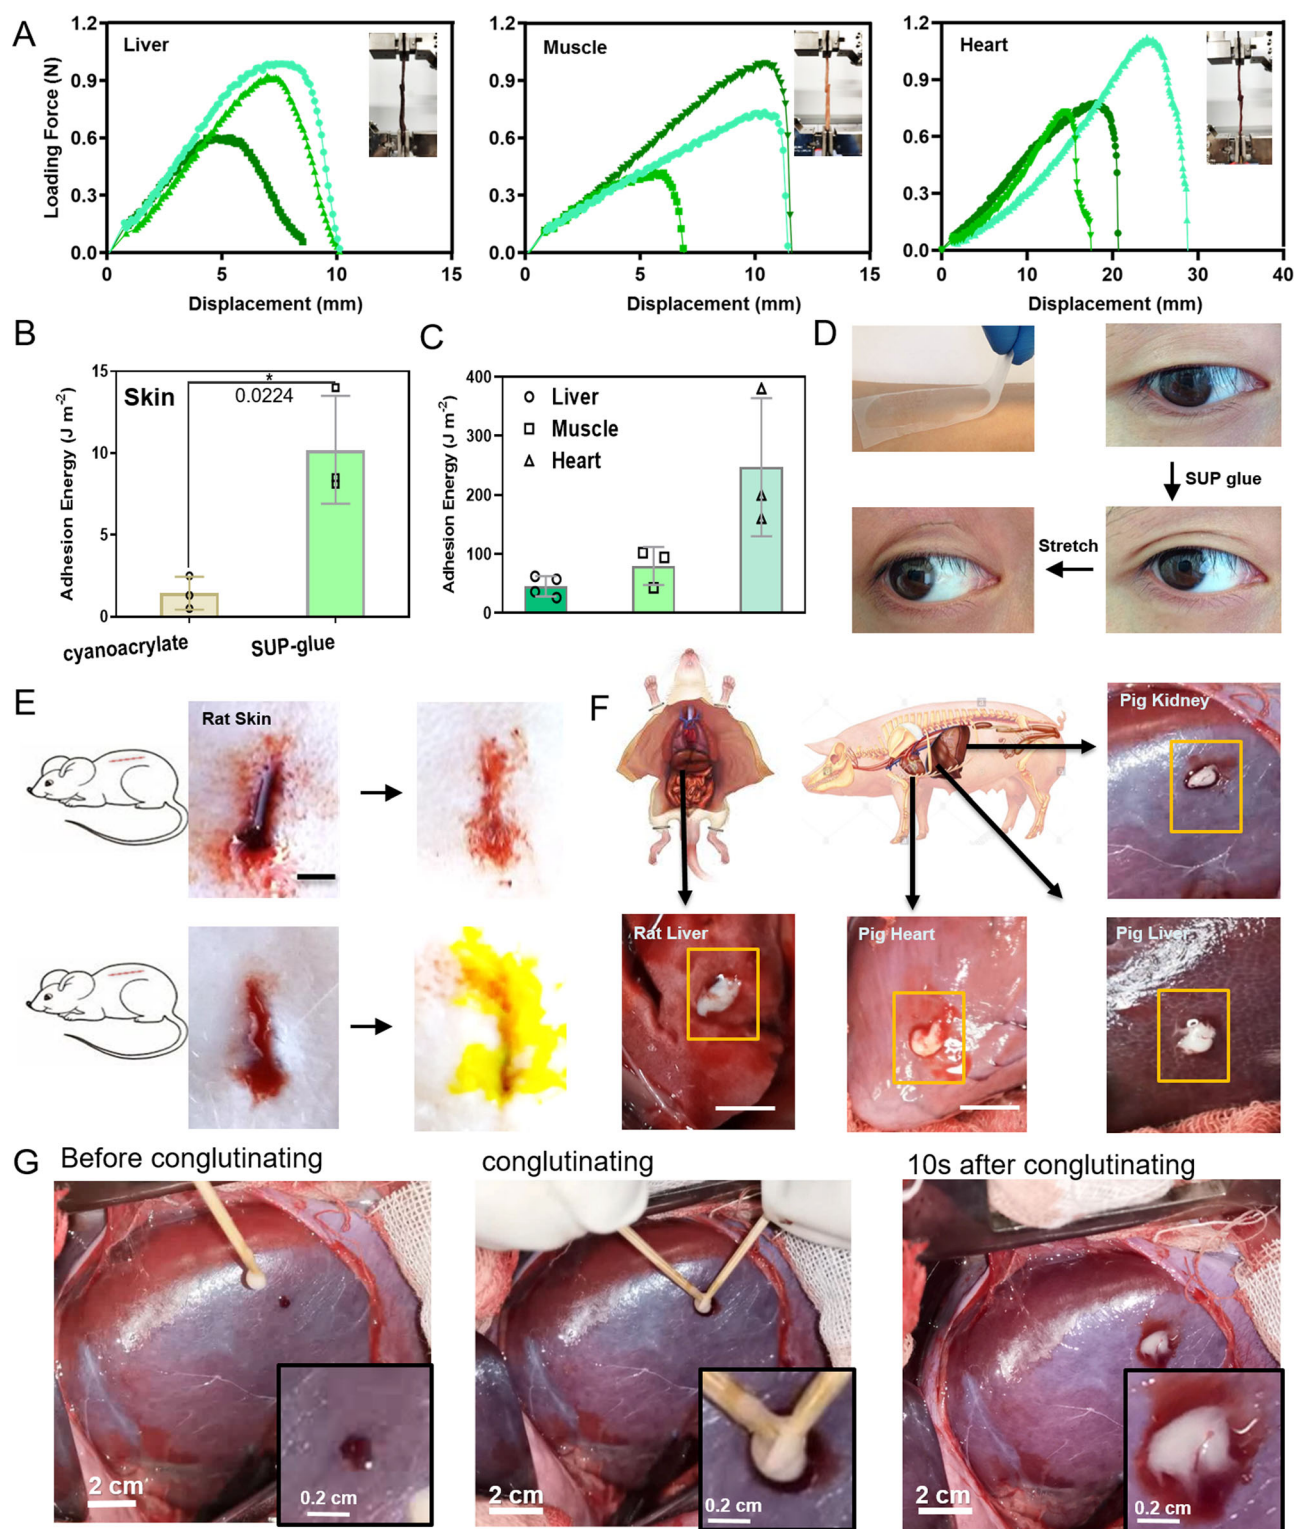 A
Liver
Loading Force (N)
1.2
0.9
0.6
0.3
0.0
0
5
10
15
Displacement (mm)
Muscle
1.2
0.9
0.6
0.3
0.0
0
5
10
15
Displacement (mm)
Heart
1.2
0.9
0.6
0.3
0.0
0
10
20
30
40
Displacement (mm)
B
Skin
*
0.0224
Adhesion Energy (J m⁻²)
15
10
5
0
cyanoacrylate
SUP-glue
C
Adhesion Energy (J m⁻²)
400
300
200
100
0
Liver
Muscle
Heart
D
SUP glue
Stretch
E
Rat Skin
F
Pig Kidney
Rat Liver
Pig Heart
Pig Liver
G
Before conglutinating
conglutinating
10s after conglutinating
2 cm
0.2 cm
2 cm
0.2 cm
2 cm
0.2 cm